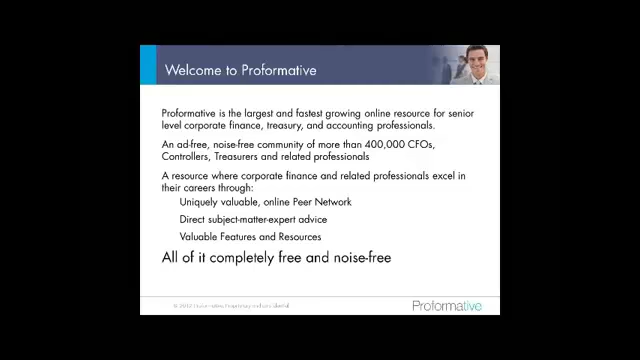 Welcome to Proformative
Proformative is the largest and fastest growing online resource for senior
level corporate finance, treasury, and accounting professionals.
An ad-free, noise-free community of more than 400,000 CFOs,
Controllers, Treasurers and related professionals
A resource where corporate finance and related professionals excel in
their careers through:
Uniquely valuable, online Peer Network
Direct subject-matter-expert advice
Valuable Features and Resources
All of it completely free and noise-free
Proformative